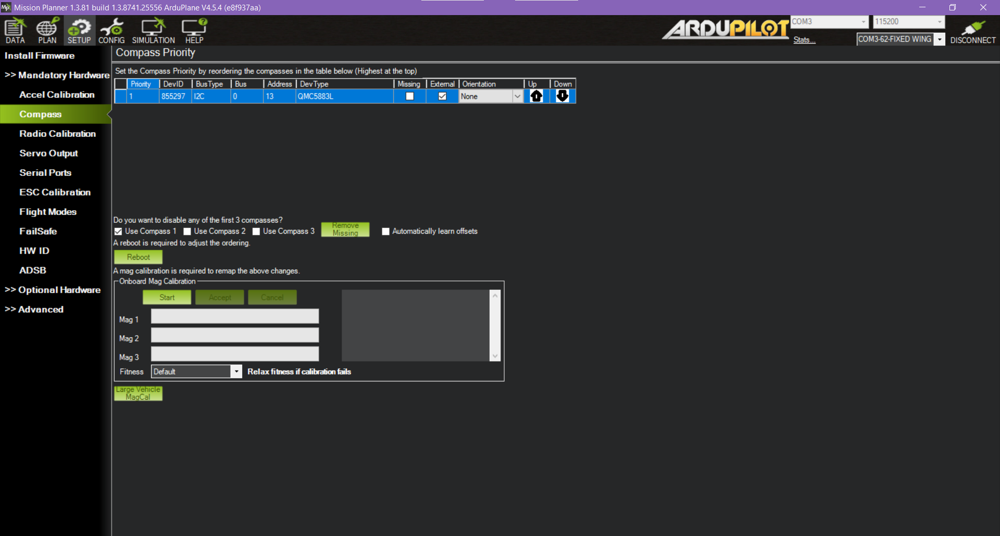 Mission Planner 1.3.81 build 1.3.8741.25556 ArduPlane V4.5.4 (e8f937aa)
DATA PLAN SETUP CONFIG SIMULATION HELP
ARDUPILOT
COM3 115200
Stats... COM3-62-FIXED WING DISCONNECT
Install Firmware
>> Mandatory Hardware
Accel Calibration
Compass
Radio Calibration
Servo Output
Serial Ports
ESC Calibration
Flight Modes
FailSafe
HW ID
ADSB
>> Optional Hardware
>> Advanced
Compass Priority
Set the Compass Priority by reordering the compasses in the table below (Highest at the top)
Priority DevID BusType Bus Address DevType Missing External Orientation Up Down
1 855297 I2C 0 13 QMC5883L None
Do you want to disable any of the first 3 compasses?
Use Compass 1 Use Compass 2 Use Compass 3 Remove Missing Automatically learn offsets
A reboot is required to adjust the ordering.
Reboot
A mag calibration is required to remap the above changes.
Onboard Mag Calibration
Start Accept Cancel
Mag 1
Mag 2
Mag 3
Fitness Default Relax fitness if calibration fails
Large Vehicle
MagCal